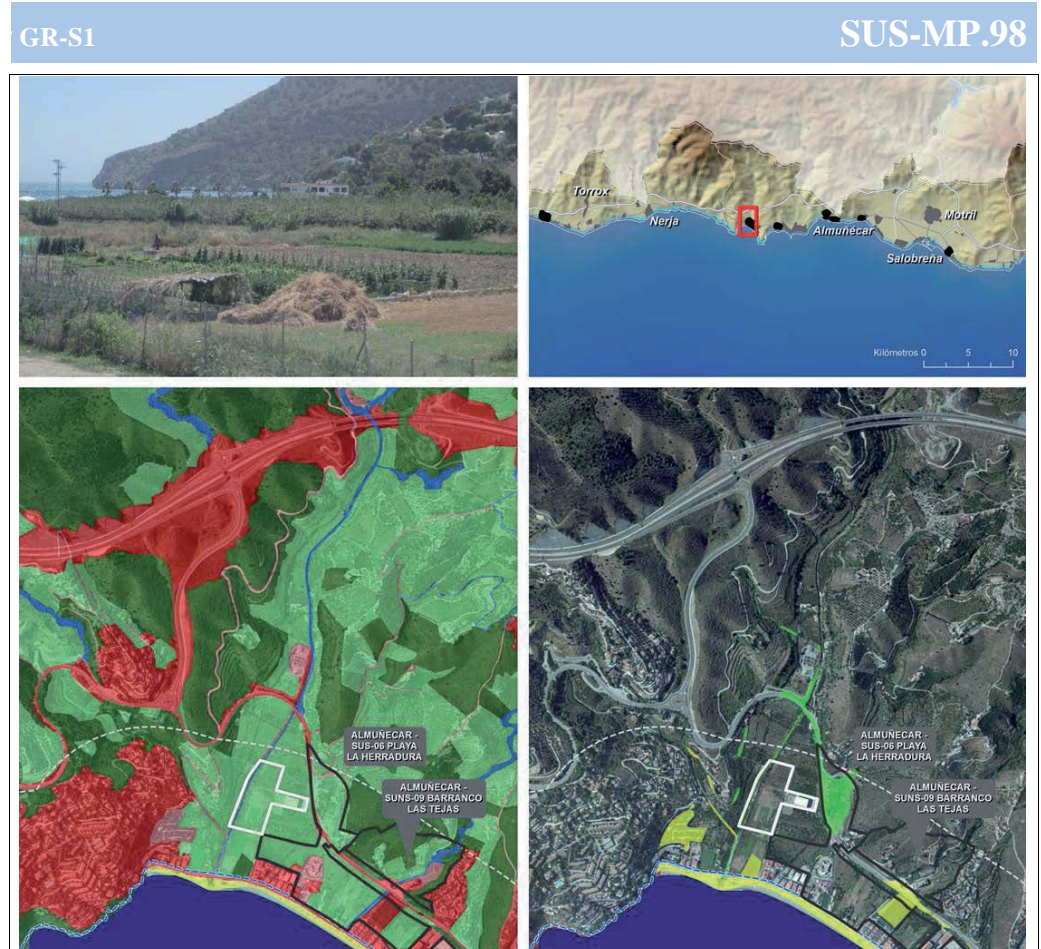 GR-S1
SUS-MP.98
Torrox
Nerja
Almuñécar
Motril
Salobreña
Kilómetros 0 5 10
ALMUÑECAR -
SUS-06 PLAYA
LA HERRADURA
ALMUÑECAR -
SUNS-09 BARRANCO
LAS TEJAS
ALMUÑECAR -
SUS-06 PLAYA
LA HERRADURA
ALMUÑECAR -
SUNS-09 BARRANCO
LAS TEJAS